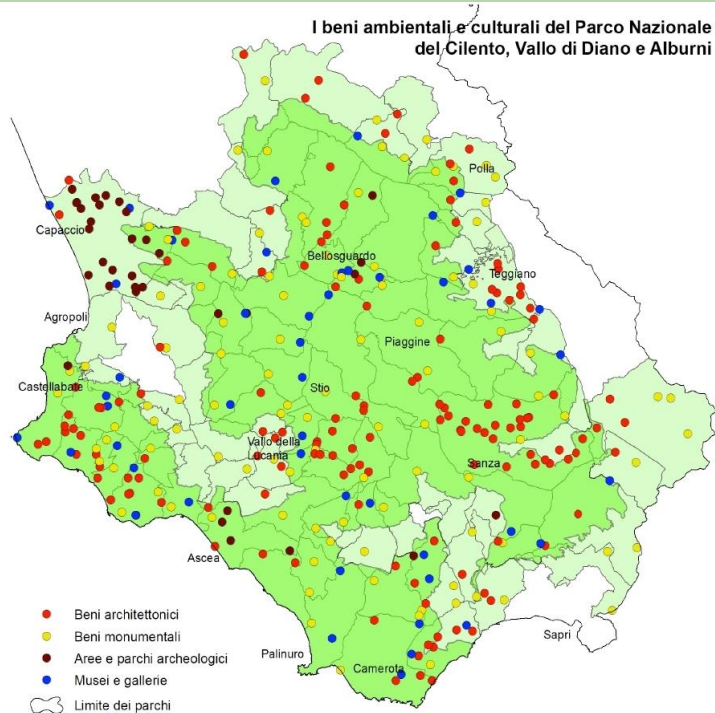 I beni ambientali e culturali del Parco Nazionale
del Cilento, Vallo di Diano e Alburni
Polla
Capaccio
Bellosguardo
Teggiano
Agropoli
Piaggine
Castellabate
Stio
Vallo della
Lucania
Sanza
Ascea
Beni architettonici
Beni monumentali
Sapri
Aree e parchi archeologici
Palinuro
Camerota
Musei e gallerie
Limite dei parchi